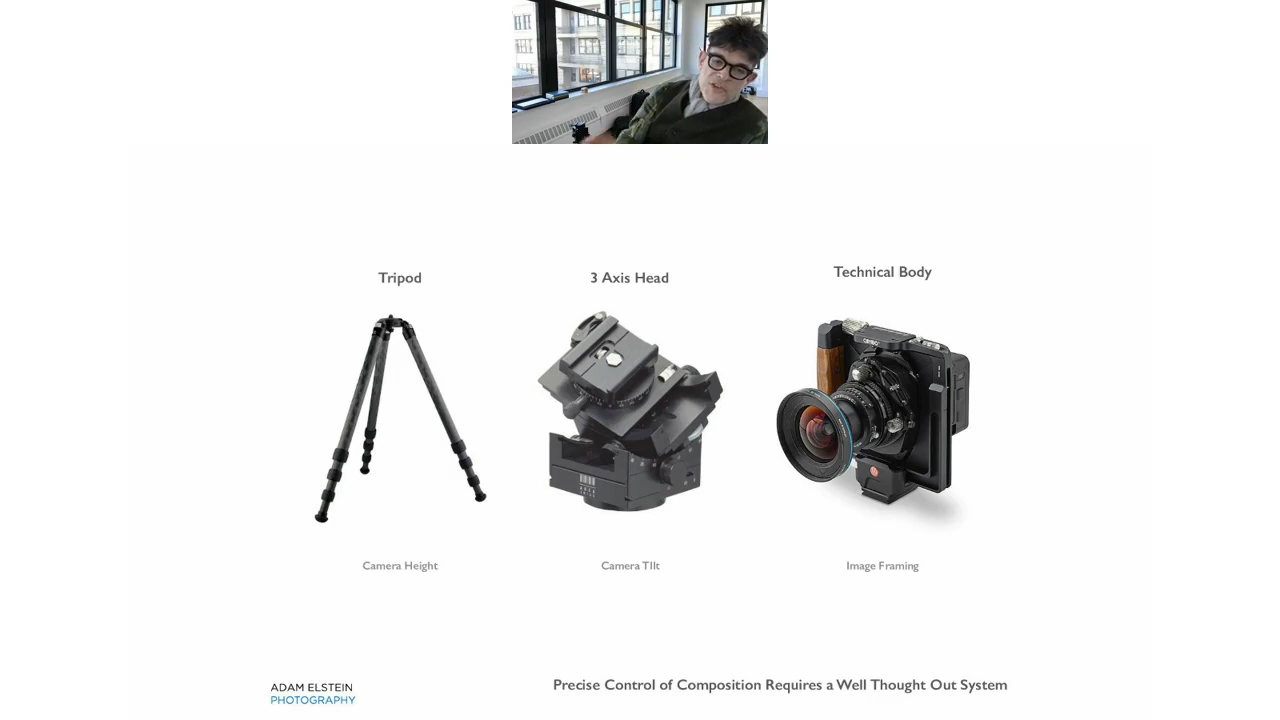 Tripod
3 Axis Head
Technical Body
Camera Height
Camera TIlt
Image Framing
ADAM ELSTEIN
PHOTOGRAPHY
Precise Control of Composition Requires a Well Thought Out System